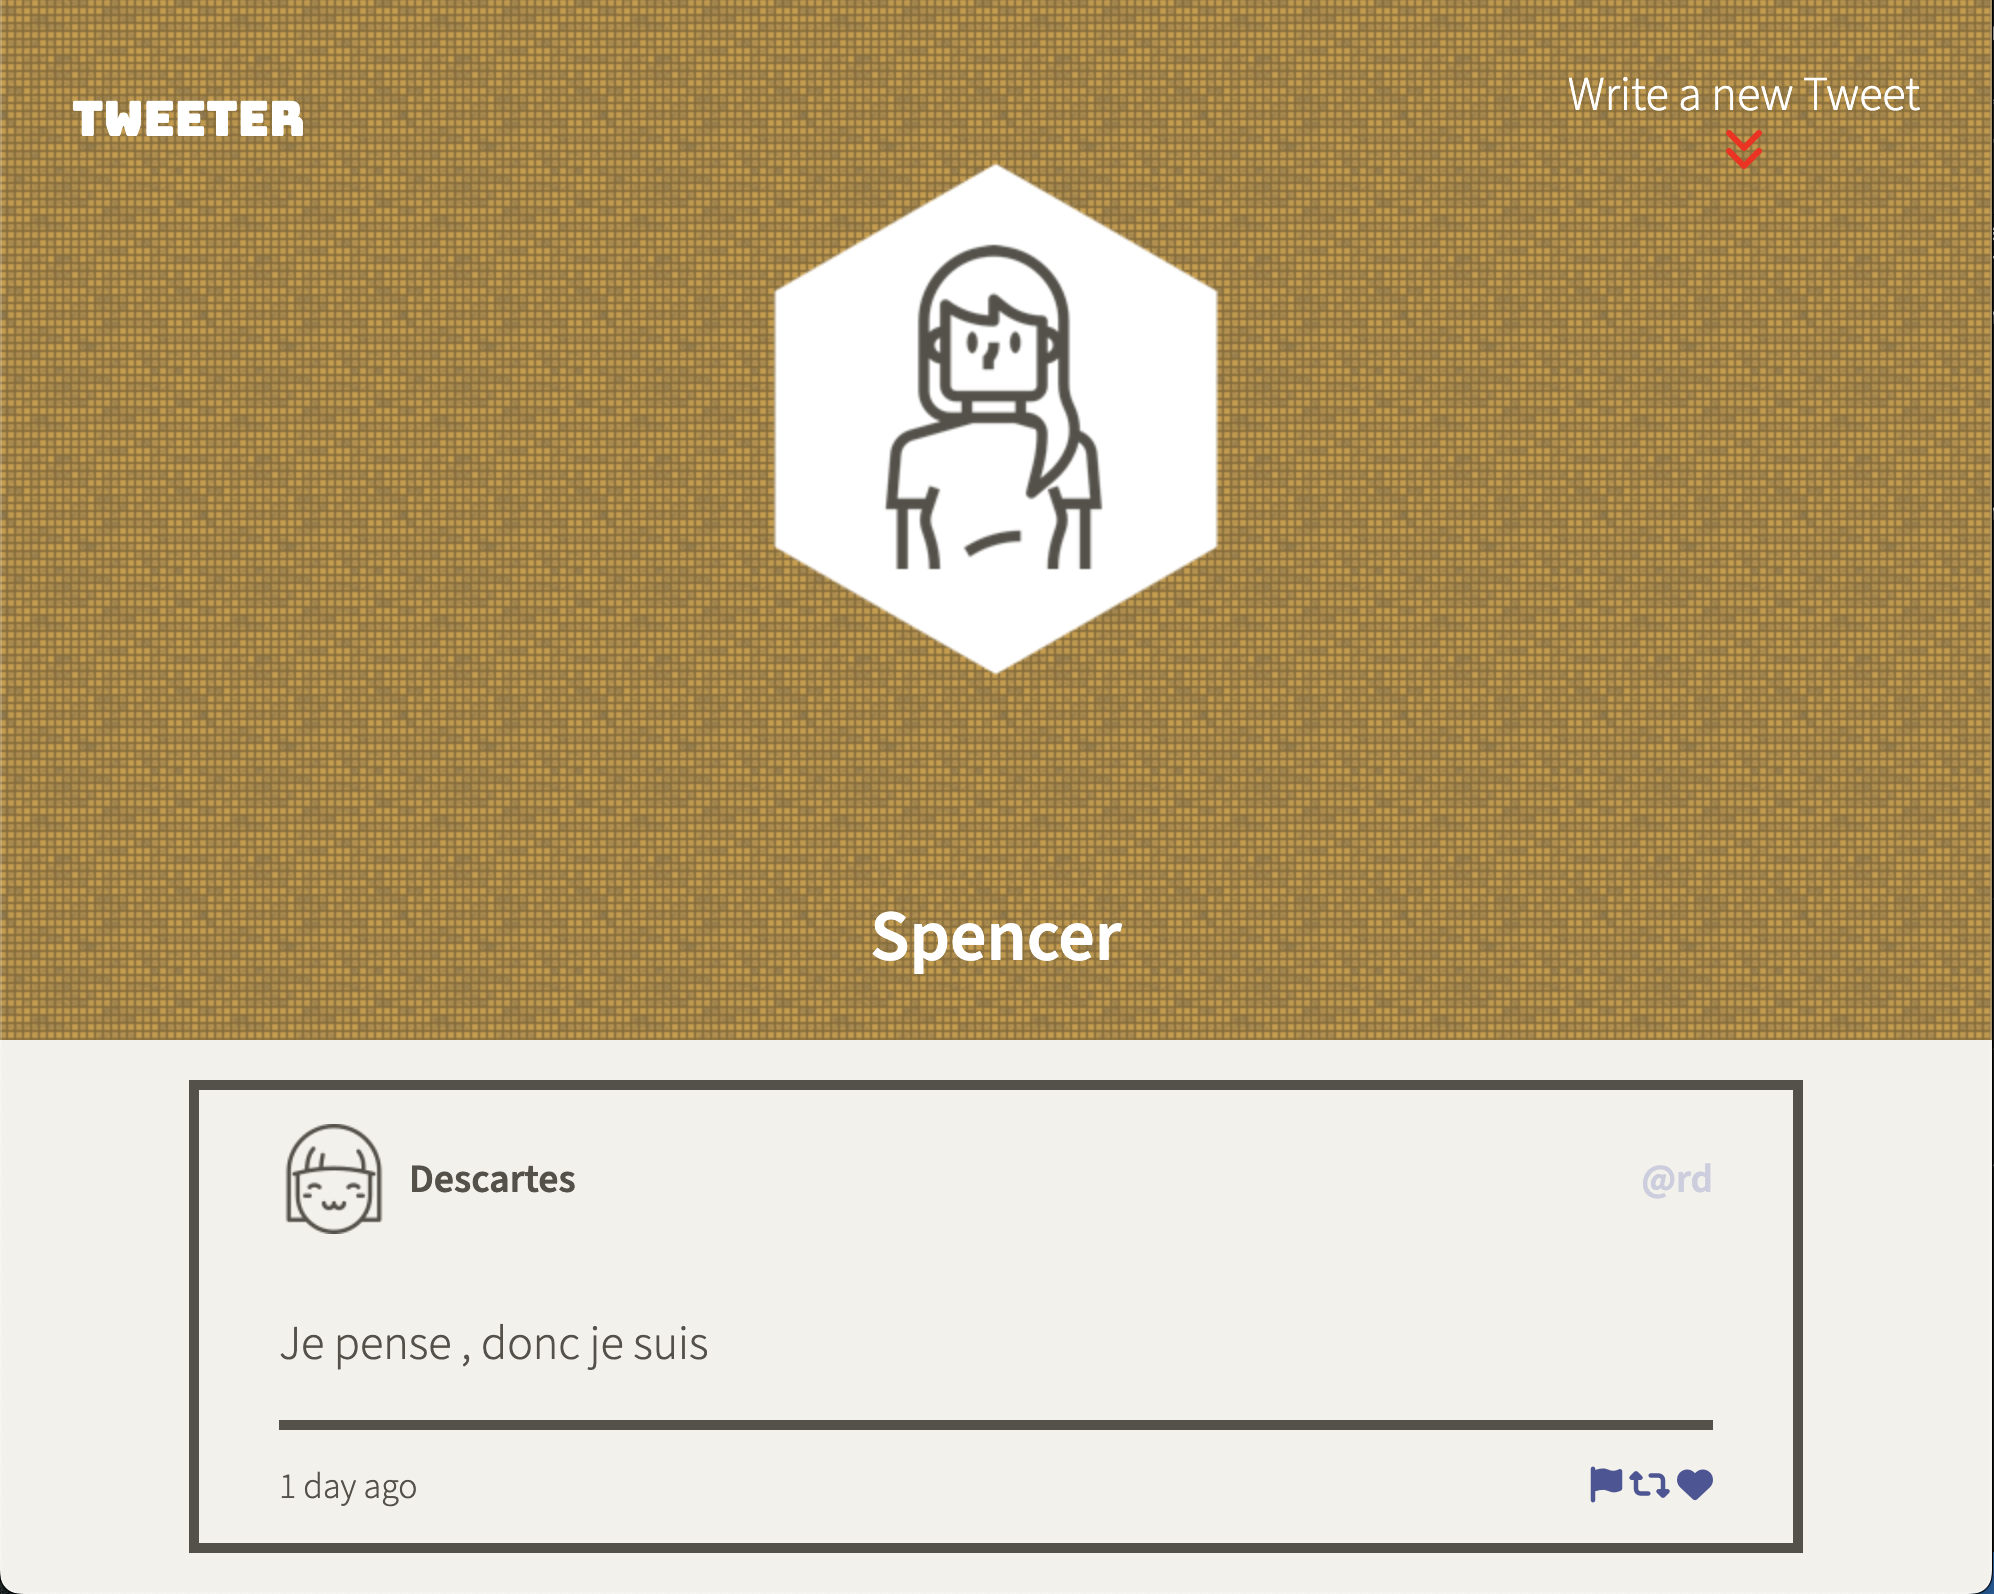 TWEETER
Write a new Tweet
Spencer
Descartes
@rd
Je pense , donc je suis
1 day ago